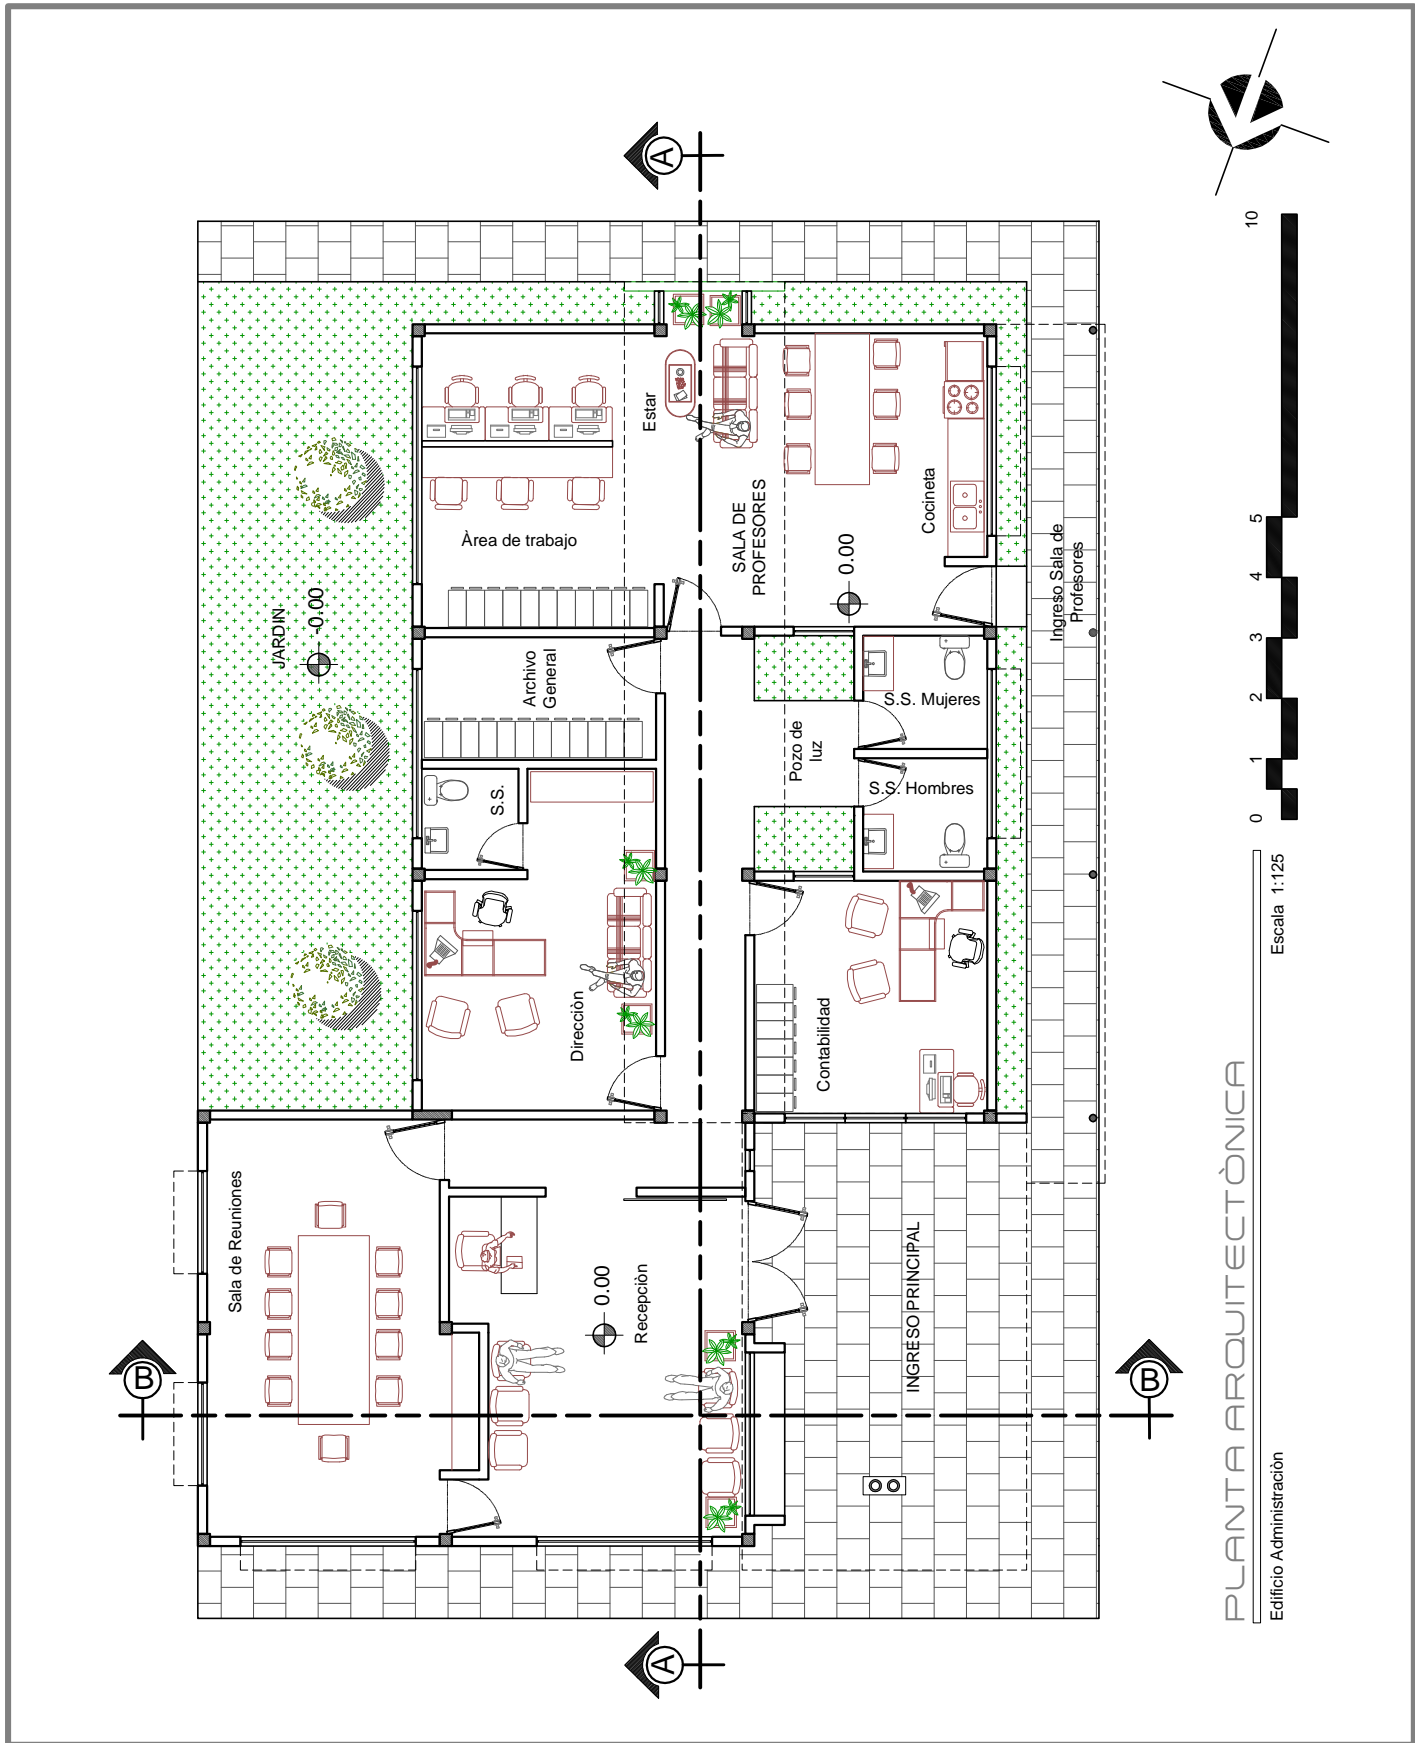 A
JARDIN
-0.00
Àrea de trabajo
Estar
SALA DE
PROFESORES
Cocineta
0.00
Ingreso Sala de
Profesores
Archivo
General
S.S.
Pozo de
luz
S.S. Mujeres
S.S. Hombres
Direcciòn
Contabilidad
Sala de Reuniones
Recepciòn
0.00
INGRESO PRINCIPAL
B
B
A
PLANTA ARQUITECTÒNICA
Edificio Administraciòn
Escala 1:125
0 1 2 3 4 5 10